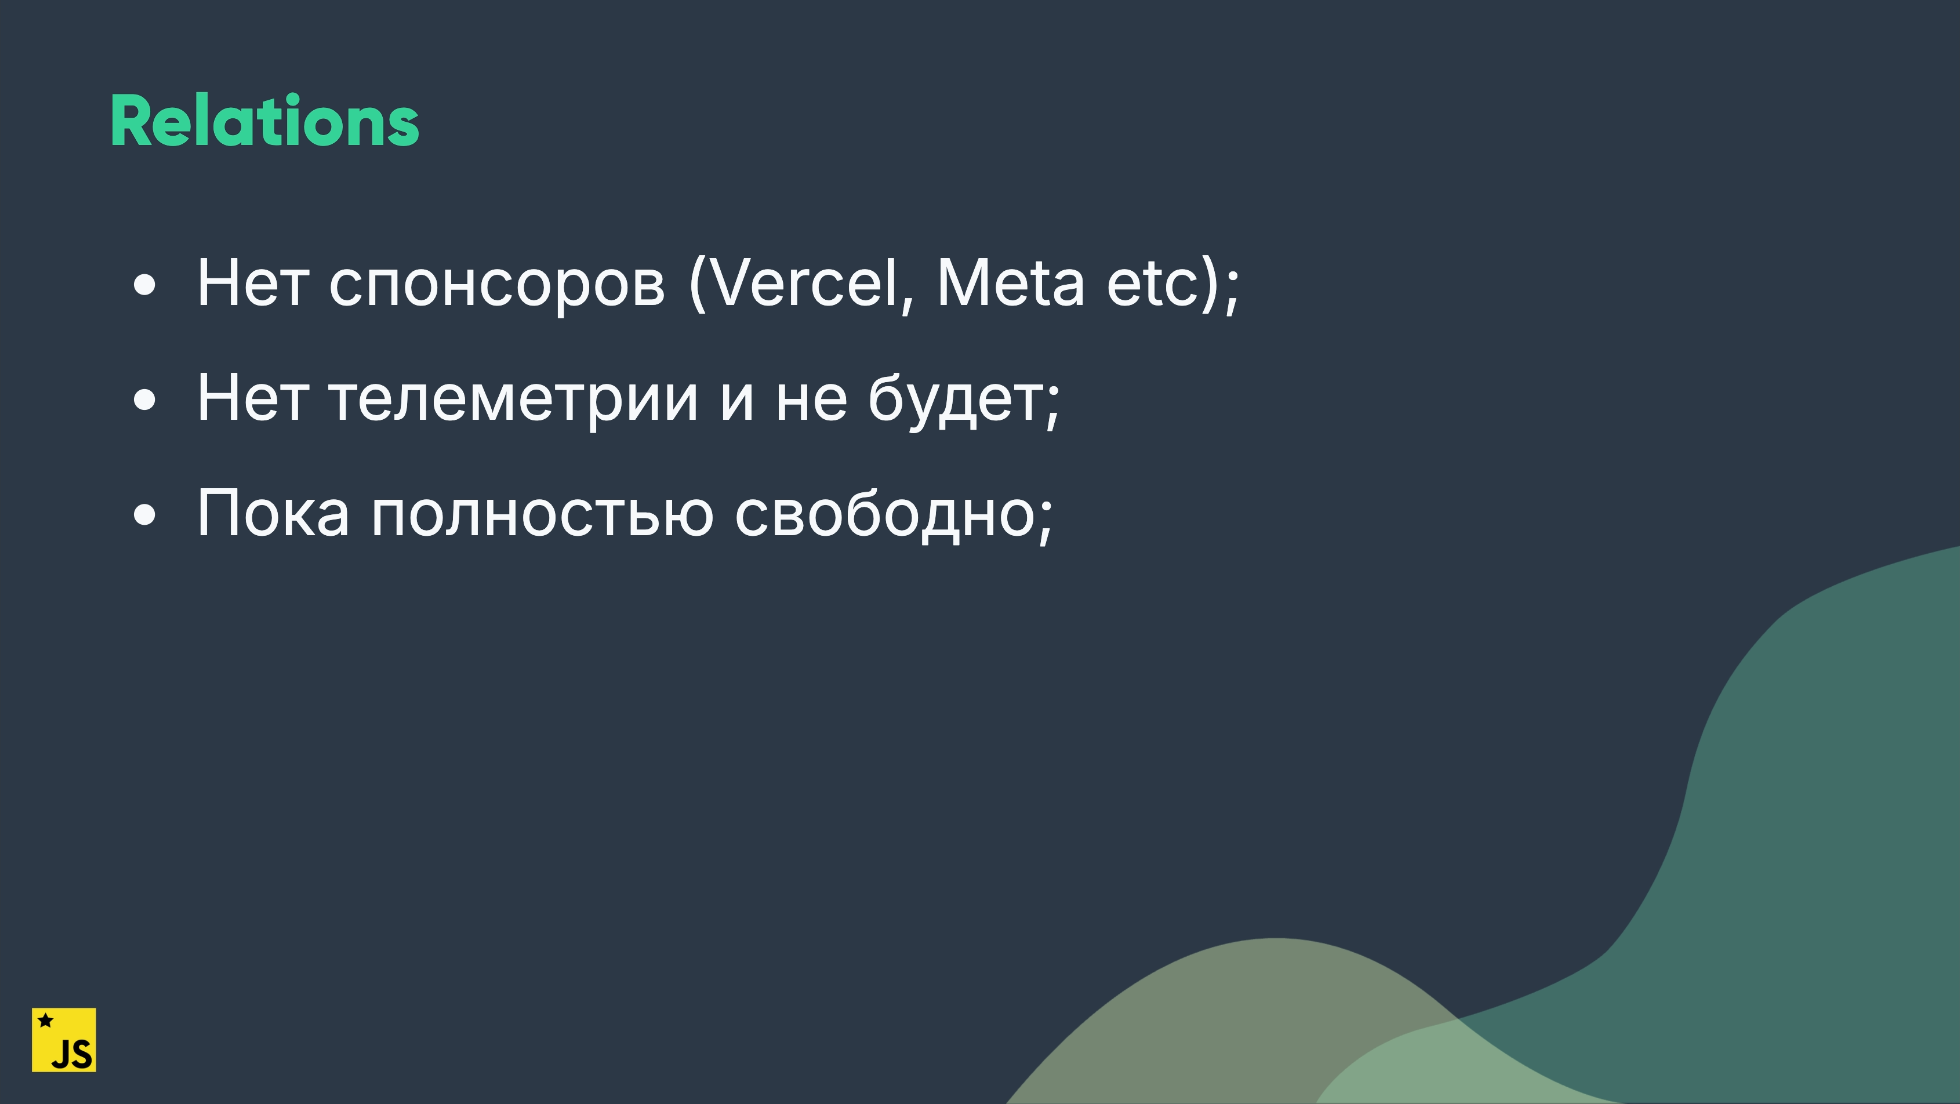 Relations
• Нет спонсоров (Vercel, Meta etc);
• Нет телеметрии и не будет;
• Пока полностью свободно;
JS